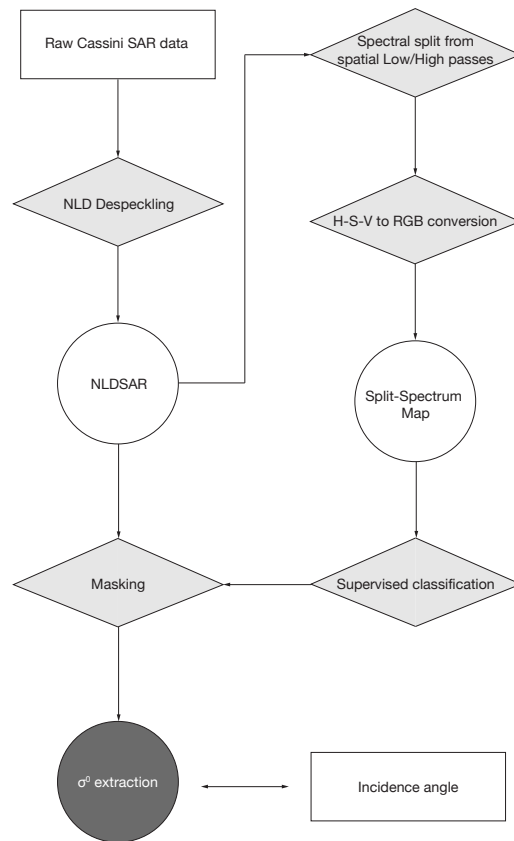 Raw Cassini SAR data
Spectral split from
spatial Low/High passes
NLD Despeckling
H-S-V to RGB conversion
NLDSAR
Split-Spectrum
Map
Masking
Supervised classification
σ⁰ extraction
Incidence angle